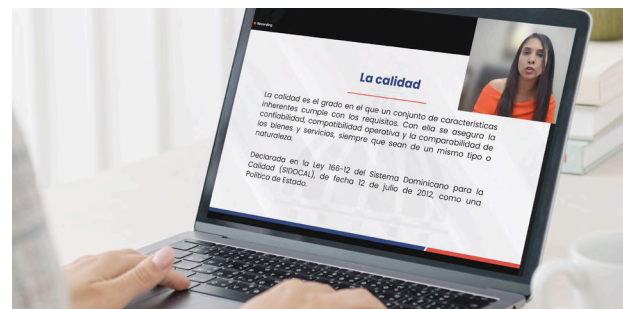 Recording
La calidad
La calidad es el grado en el que un conjunto de características
inherentes cumple con los requisitos. Con ella se asegura la
confiabilidad, compatibilidad operativa y la comparabilidad de
los bienes y servicios, siempre que sean de un mismo tipo o
naturaleza.
Declarada en la Ley 166-12 del Sistema Dominicano para la
Calidad (SIDOCAL), de fecha 12 de julio de 2012, como una
Política de Estado.